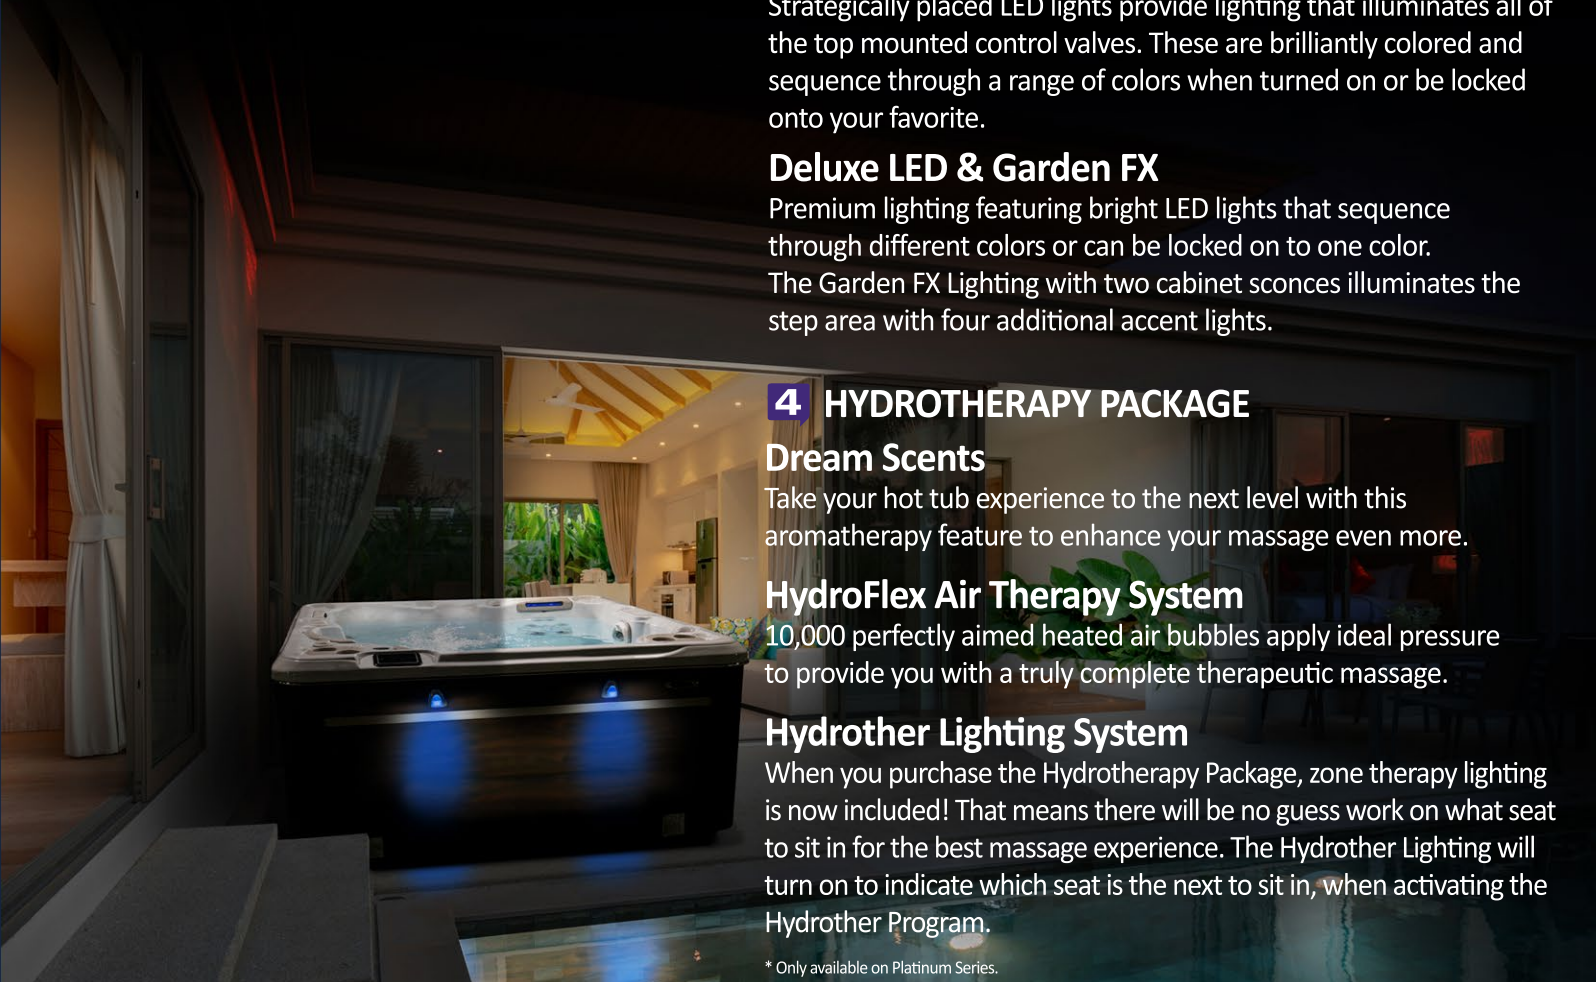 Strategically placed LED lights provide lighting that illuminates all of
the top mounted control valves. These are brilliantly colored and
sequence through a range of colors when turned on or be locked
onto your favorite.
Deluxe LED & Garden FX
Premium lighting featuring bright LED lights that sequence
through different colors or can be locked on to one color.
The Garden FX Lighting with two cabinet sconces illuminates the
step area with four additional accent lights.
4 HYDROTHERAPY PACKAGE
Dream Scents
Take your hot tub experience to the next level with this
aromatherapy feature to enhance your massage even more.
HydroFlex Air Therapy System
10,000 perfectly aimed heated air bubbles apply ideal pressure
to provide you with a truly complete therapeutic massage.
Hydrother Lighting System
When you purchase the Hydrotherapy Package, zone therapy lighting
is now included! That means there will be no guess work on what seat
to sit in for the best massage experience. The Hydrother Lighting will
turn on to indicate which seat is the next to sit in, when activating the
Hydrother Program.
* Only available on Platinum Series.